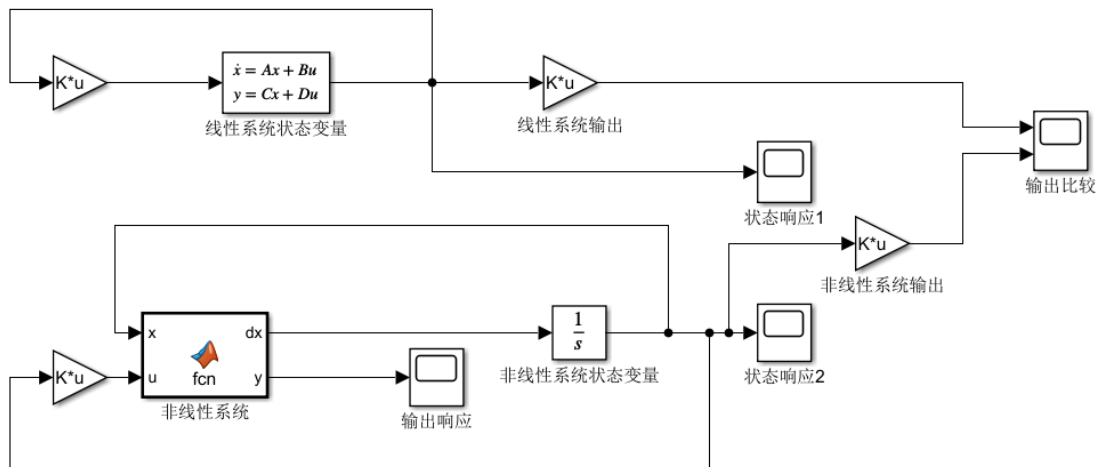 K*u
ẋ = Ax + Bu
y = Cx + Du
线性系统状态变量
K*u
线性系统输出
输出比较
状态响应1
K*u
非线性系统输出
x
dx
u
y
fcn
非线性系统
K*u
输出响应
1
s
非线性系统状态变量
状态响应2